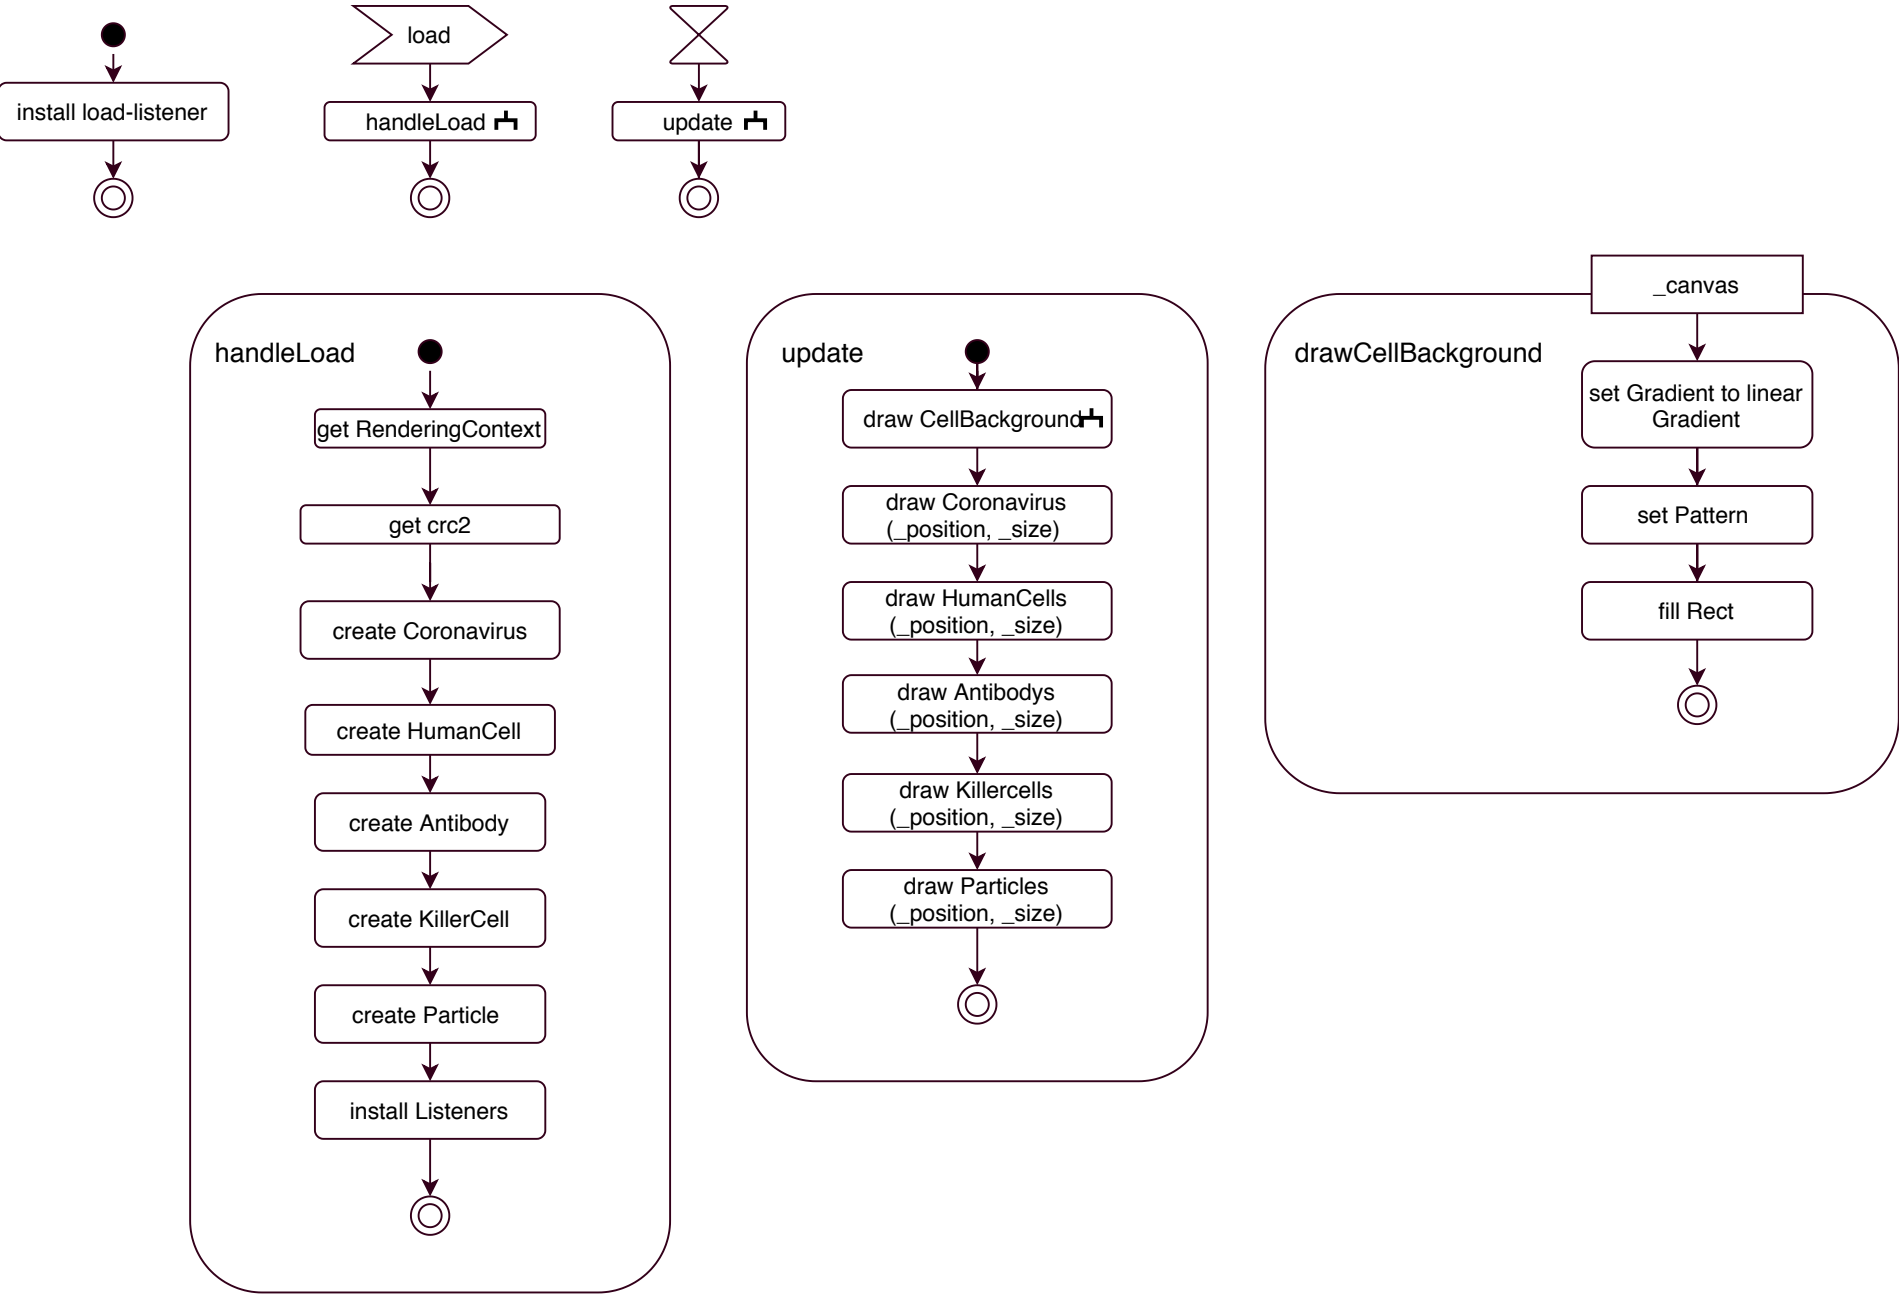 install load-listener
load
handleLoad
update
handleLoad
get RenderingContext
get crc2
create Coronavirus
create HumanCell
create Antibody
create KillerCell
create Particle
install Listeners
update
draw CellBackground
draw Coronavirus
(_position, _size)
draw HumanCells
(_position, _size)
draw Antibodys
(_position, _size)
draw Killercells
(_position, _size)
draw Particles
(_position, _size)
_canvas
drawCellBackground
set Gradient to linear
Gradient
set Pattern
fill Rect